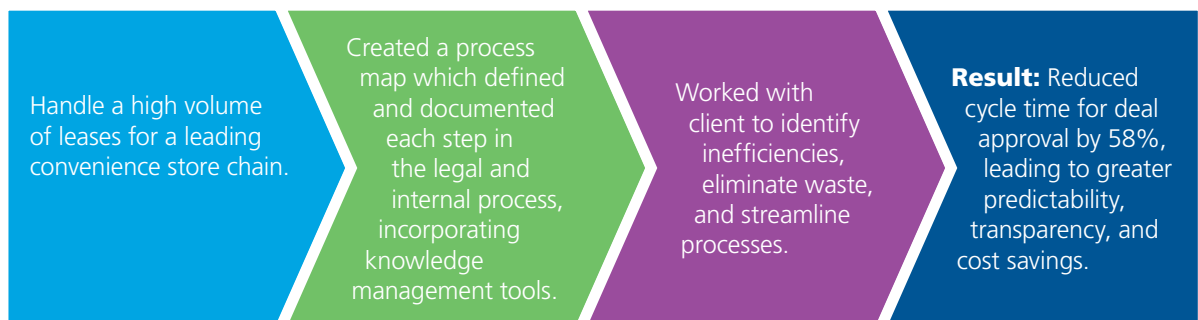 Handle a high volume
of leases for a leading
convenience store chain.
Created a process
map which defined
and documented
each step in
the legal and
internal process,
incorporating
knowledge
management tools.
Worked with
client to identify
inefficiencies,
eliminate waste,
and streamline
processes.
Result: Reduced
cycle time for deal
approval by 58%,
leading to greater
predictability,
transparency, and
cost savings.